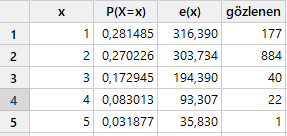 x P(X=x) e(x) gözlenen
1 1 0,281485 316,390 177
2 2 0,270226 303,734 884
3 3 0,172945 194,390 40
4 4 0,083013 93,307 22
5 5 0,031877 35,830 1